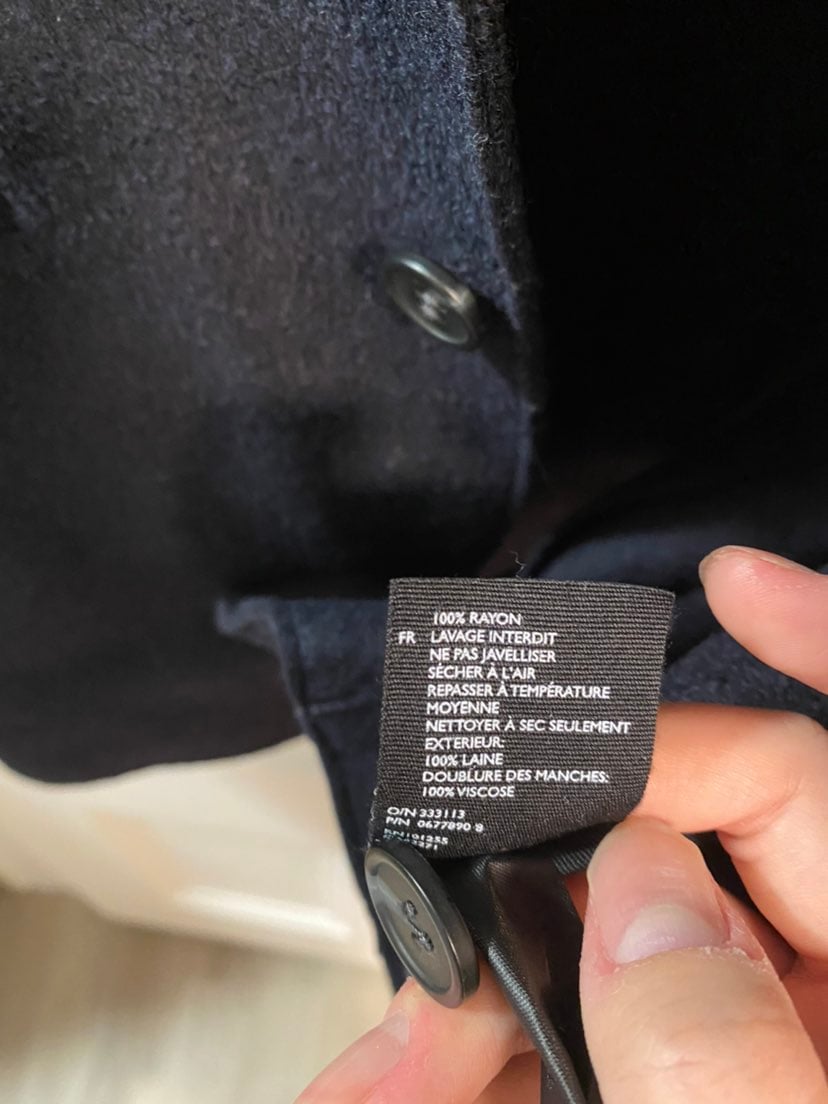 100% RAYON
FR LAVAGE INTERDIT
NE PAS JAVELLISER
SÉCHER À L'AIR
REPASSER À TEMPÉRATURE
MOYENNE
NETTOYER À SEC SEULEMENT
EXTERIEUR:
100% LAINE
DOUBLURE DES MANCHES:
100% VISCOSE
O/N 333113
P/N 0677890 8
RN101255